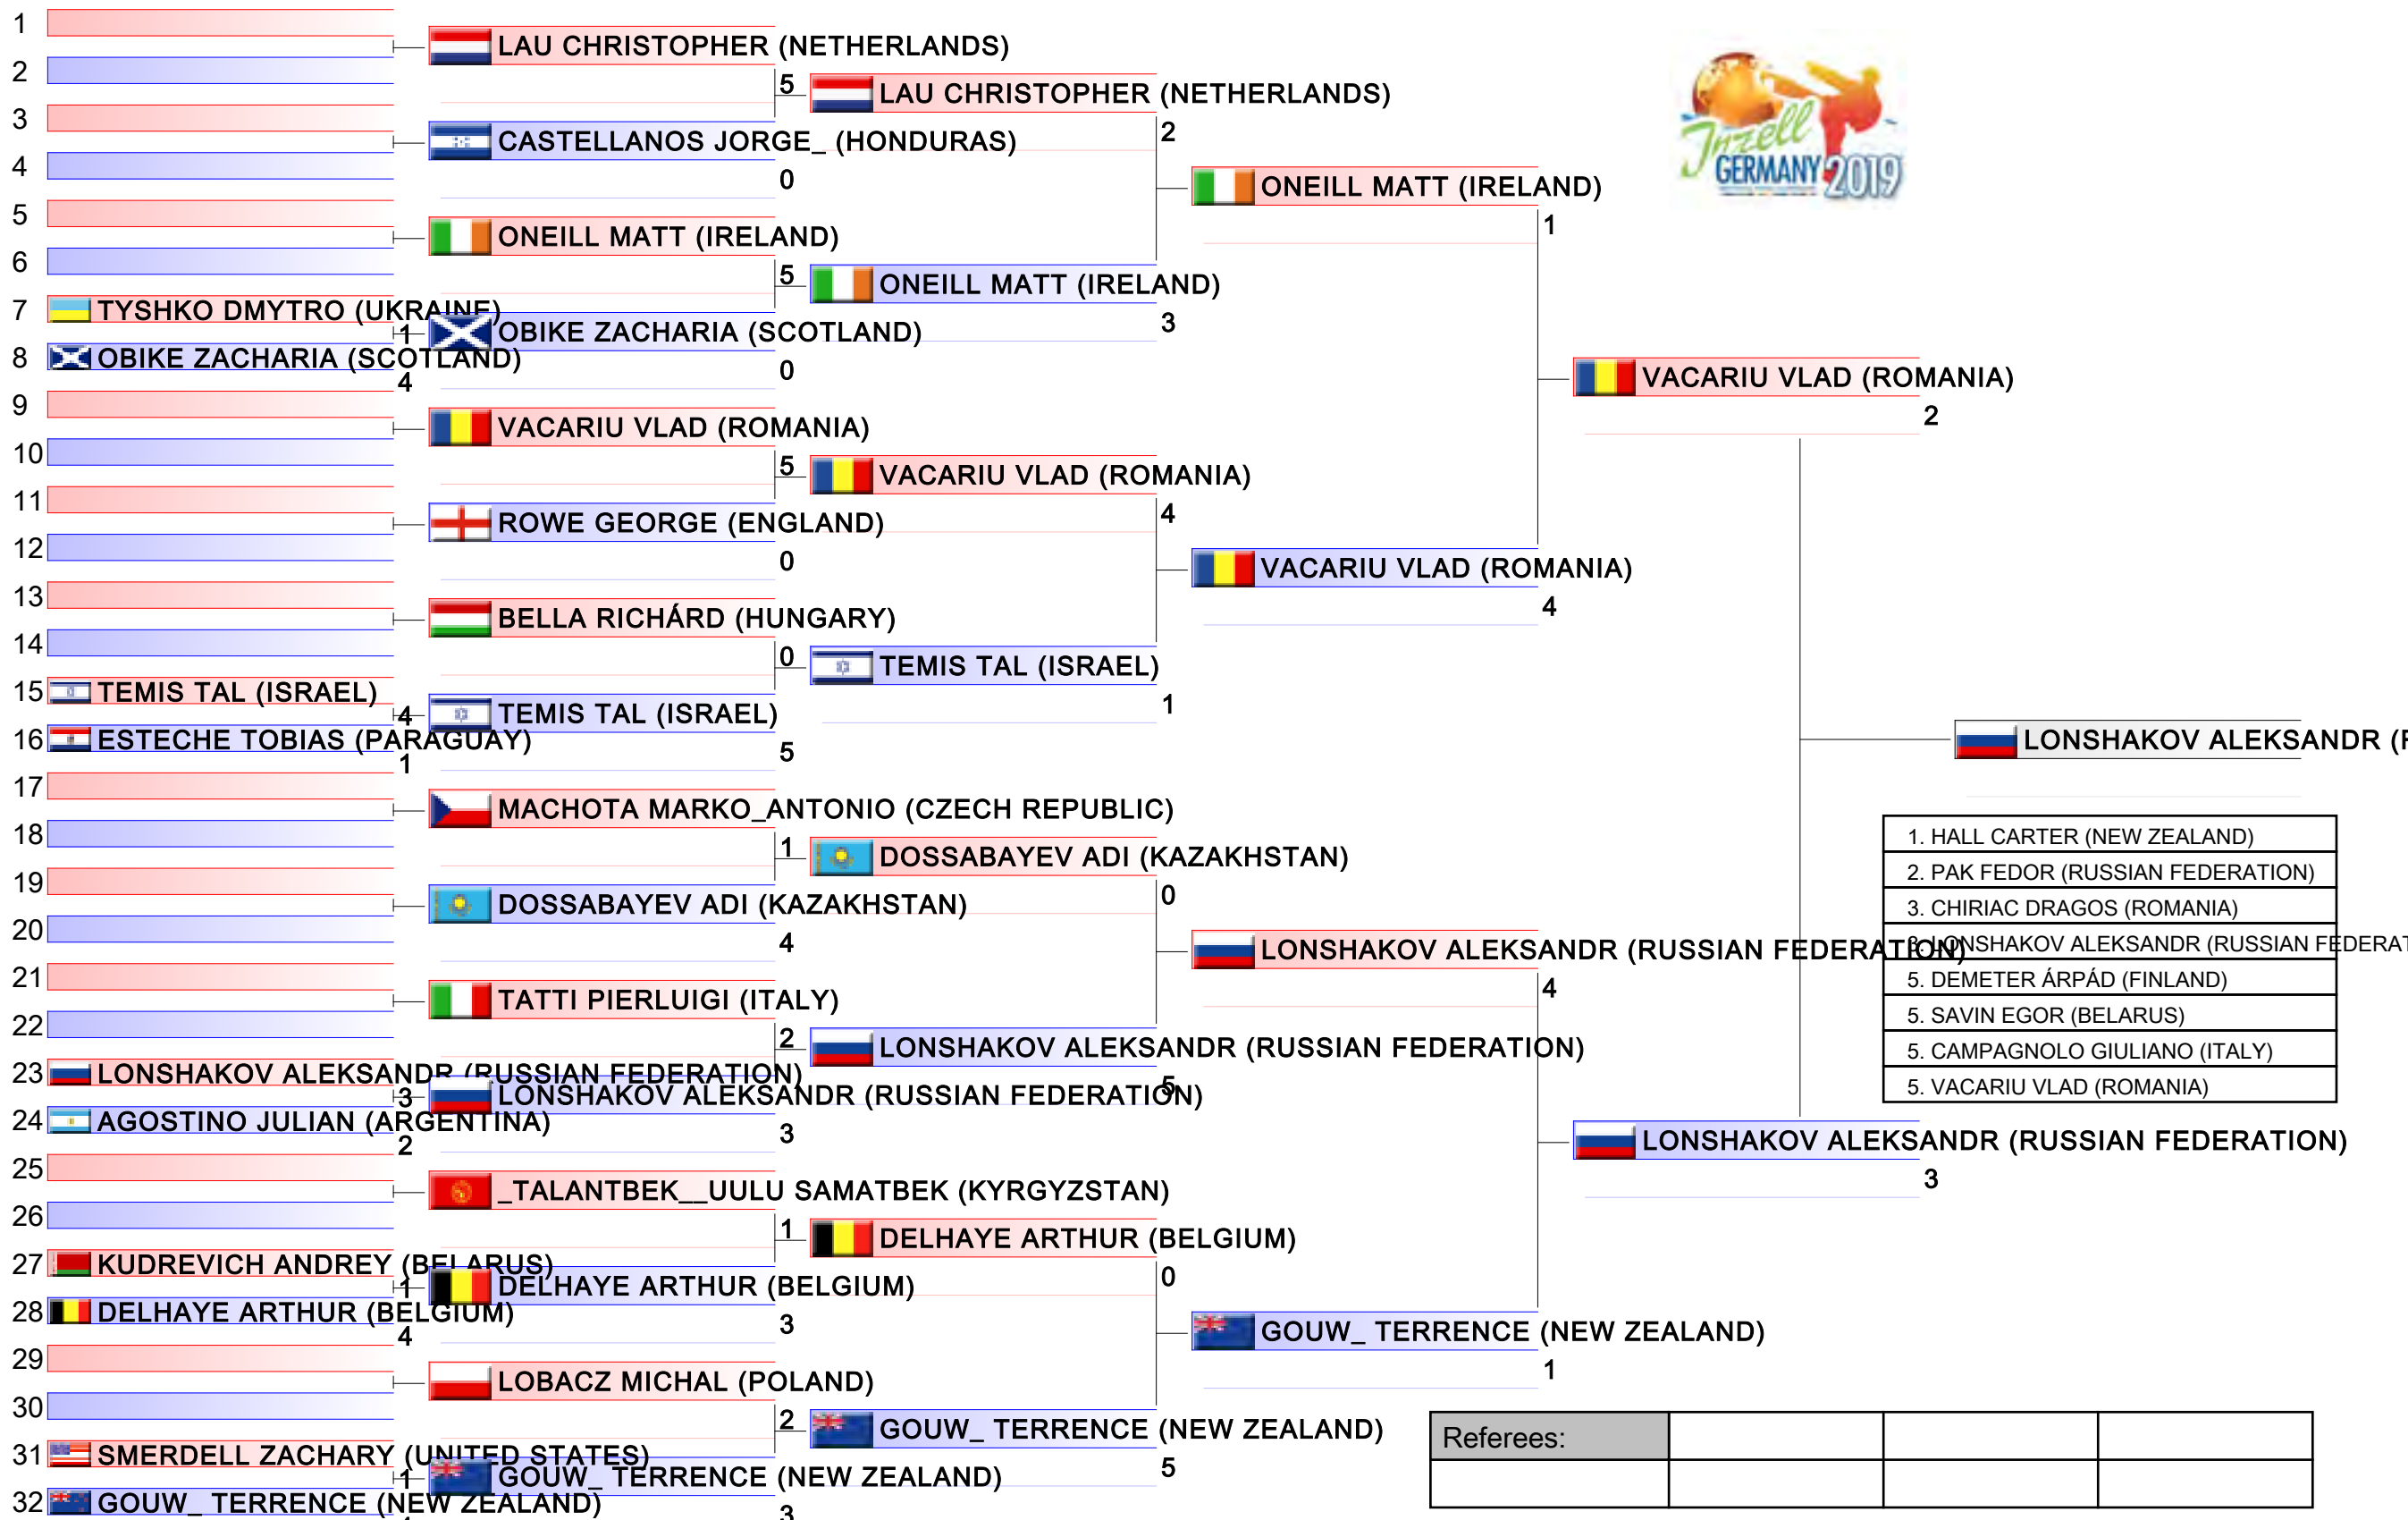 1
LAU CHRISTOPHER (NETHERLANDS)
2
5
LAU CHRISTOPHER (NETHERLANDS)
3
2
CASTELLANOS JORGE_ (HONDURAS)
4
0
ONEILL MATT (IRELAND)
Inzell
GERMANY 2019
5
1
ONEILL MATT (IRELAND)
6
5
ONEILL MATT (IRELAND)
7 TYSHKO DMYTRO (UKRAINE)
3
1
OBIKE ZACHARIA (SCOTLAND)
8 OBIKE ZACHARIA (SCOTLAND)
4
0
VACARIU VLAD (ROMANIA)
2
9
VACARIU VLAD (ROMANIA)
10
5
VACARIU VLAD (ROMANIA)
11
4
ROWE GEORGE (ENGLAND)
12
0
VACARIU VLAD (ROMANIA)
13
4
BELLA RICHÁRD (HUNGARY)
14
0
TEMIS TAL (ISRAEL)
15 TEMIS TAL (ISRAEL)
1
4
TEMIS TAL (ISRAEL)
16 ESTECHE TOBIAS (PARAGUAY)
1
5
LONSHAKOV ALEKSANDR (R
17
MACHOTA MARKO_ANTONIO (CZECH REPUBLIC)
18
1
DOSSABAYEV ADI (KAZAKHSTAN)
19
0
DOSSABAYEV ADI (KAZAKHSTAN)
20
4
LONSHAKOV ALEKSANDR (RUSSIAN FEDERATION)
4
1. HALL CARTER (NEW ZEALAND)
2. PAK FEDOR (RUSSIAN FEDERATION)
3. CHIRIAC DRAGOS (ROMANIA)
3. LONSHAKOV ALEKSANDR (RUSSIAN FEDERAT
5. DEMETER ÁRPÁD (FINLAND)
5. SAVIN EGOR (BELARUS)
5. CAMPAGNOLO GIULIANO (ITALY)
5. VACARIU VLAD (ROMANIA)
21
TATTI PIERLUIGI (ITALY)
22
2
LONSHAKOV ALEKSANDR (RUSSIAN FEDERATION)
5
23 LONSHAKOV ALEKSANDR (RUSSIAN FEDERATION)
3
LONSHAKOV ALEKSANDR (RUSSIAN FEDERATION)
24 AGOSTINO JULIAN (ARGENTINA)
2
3
LONSHAKOV ALEKSANDR (RUSSIAN FEDERATION)
3
25
_TALANTBEK__UULU SAMATBEK (KYRGYZSTAN)
26
1
DELHAYE ARTHUR (BELGIUM)
27 KUDREVICH ANDREY (BELARUS)
0
1
DELHAYE ARTHUR (BELGIUM)
28 DELHAYE ARTHUR (BELGIUM)
4
3
GOUW_ TERRENCE (NEW ZEALAND)
1
29
LOBACZ MICHAL (POLAND)
30
2
GOUW_ TERRENCE (NEW ZEALAND)
5
31 SMERDELL ZACHARY (UNITED STATES)
1
GOUW_ TERRENCE (NEW ZEALAND)
32 GOUW_ TERRENCE (NEW ZEALAND)
3
Referees: